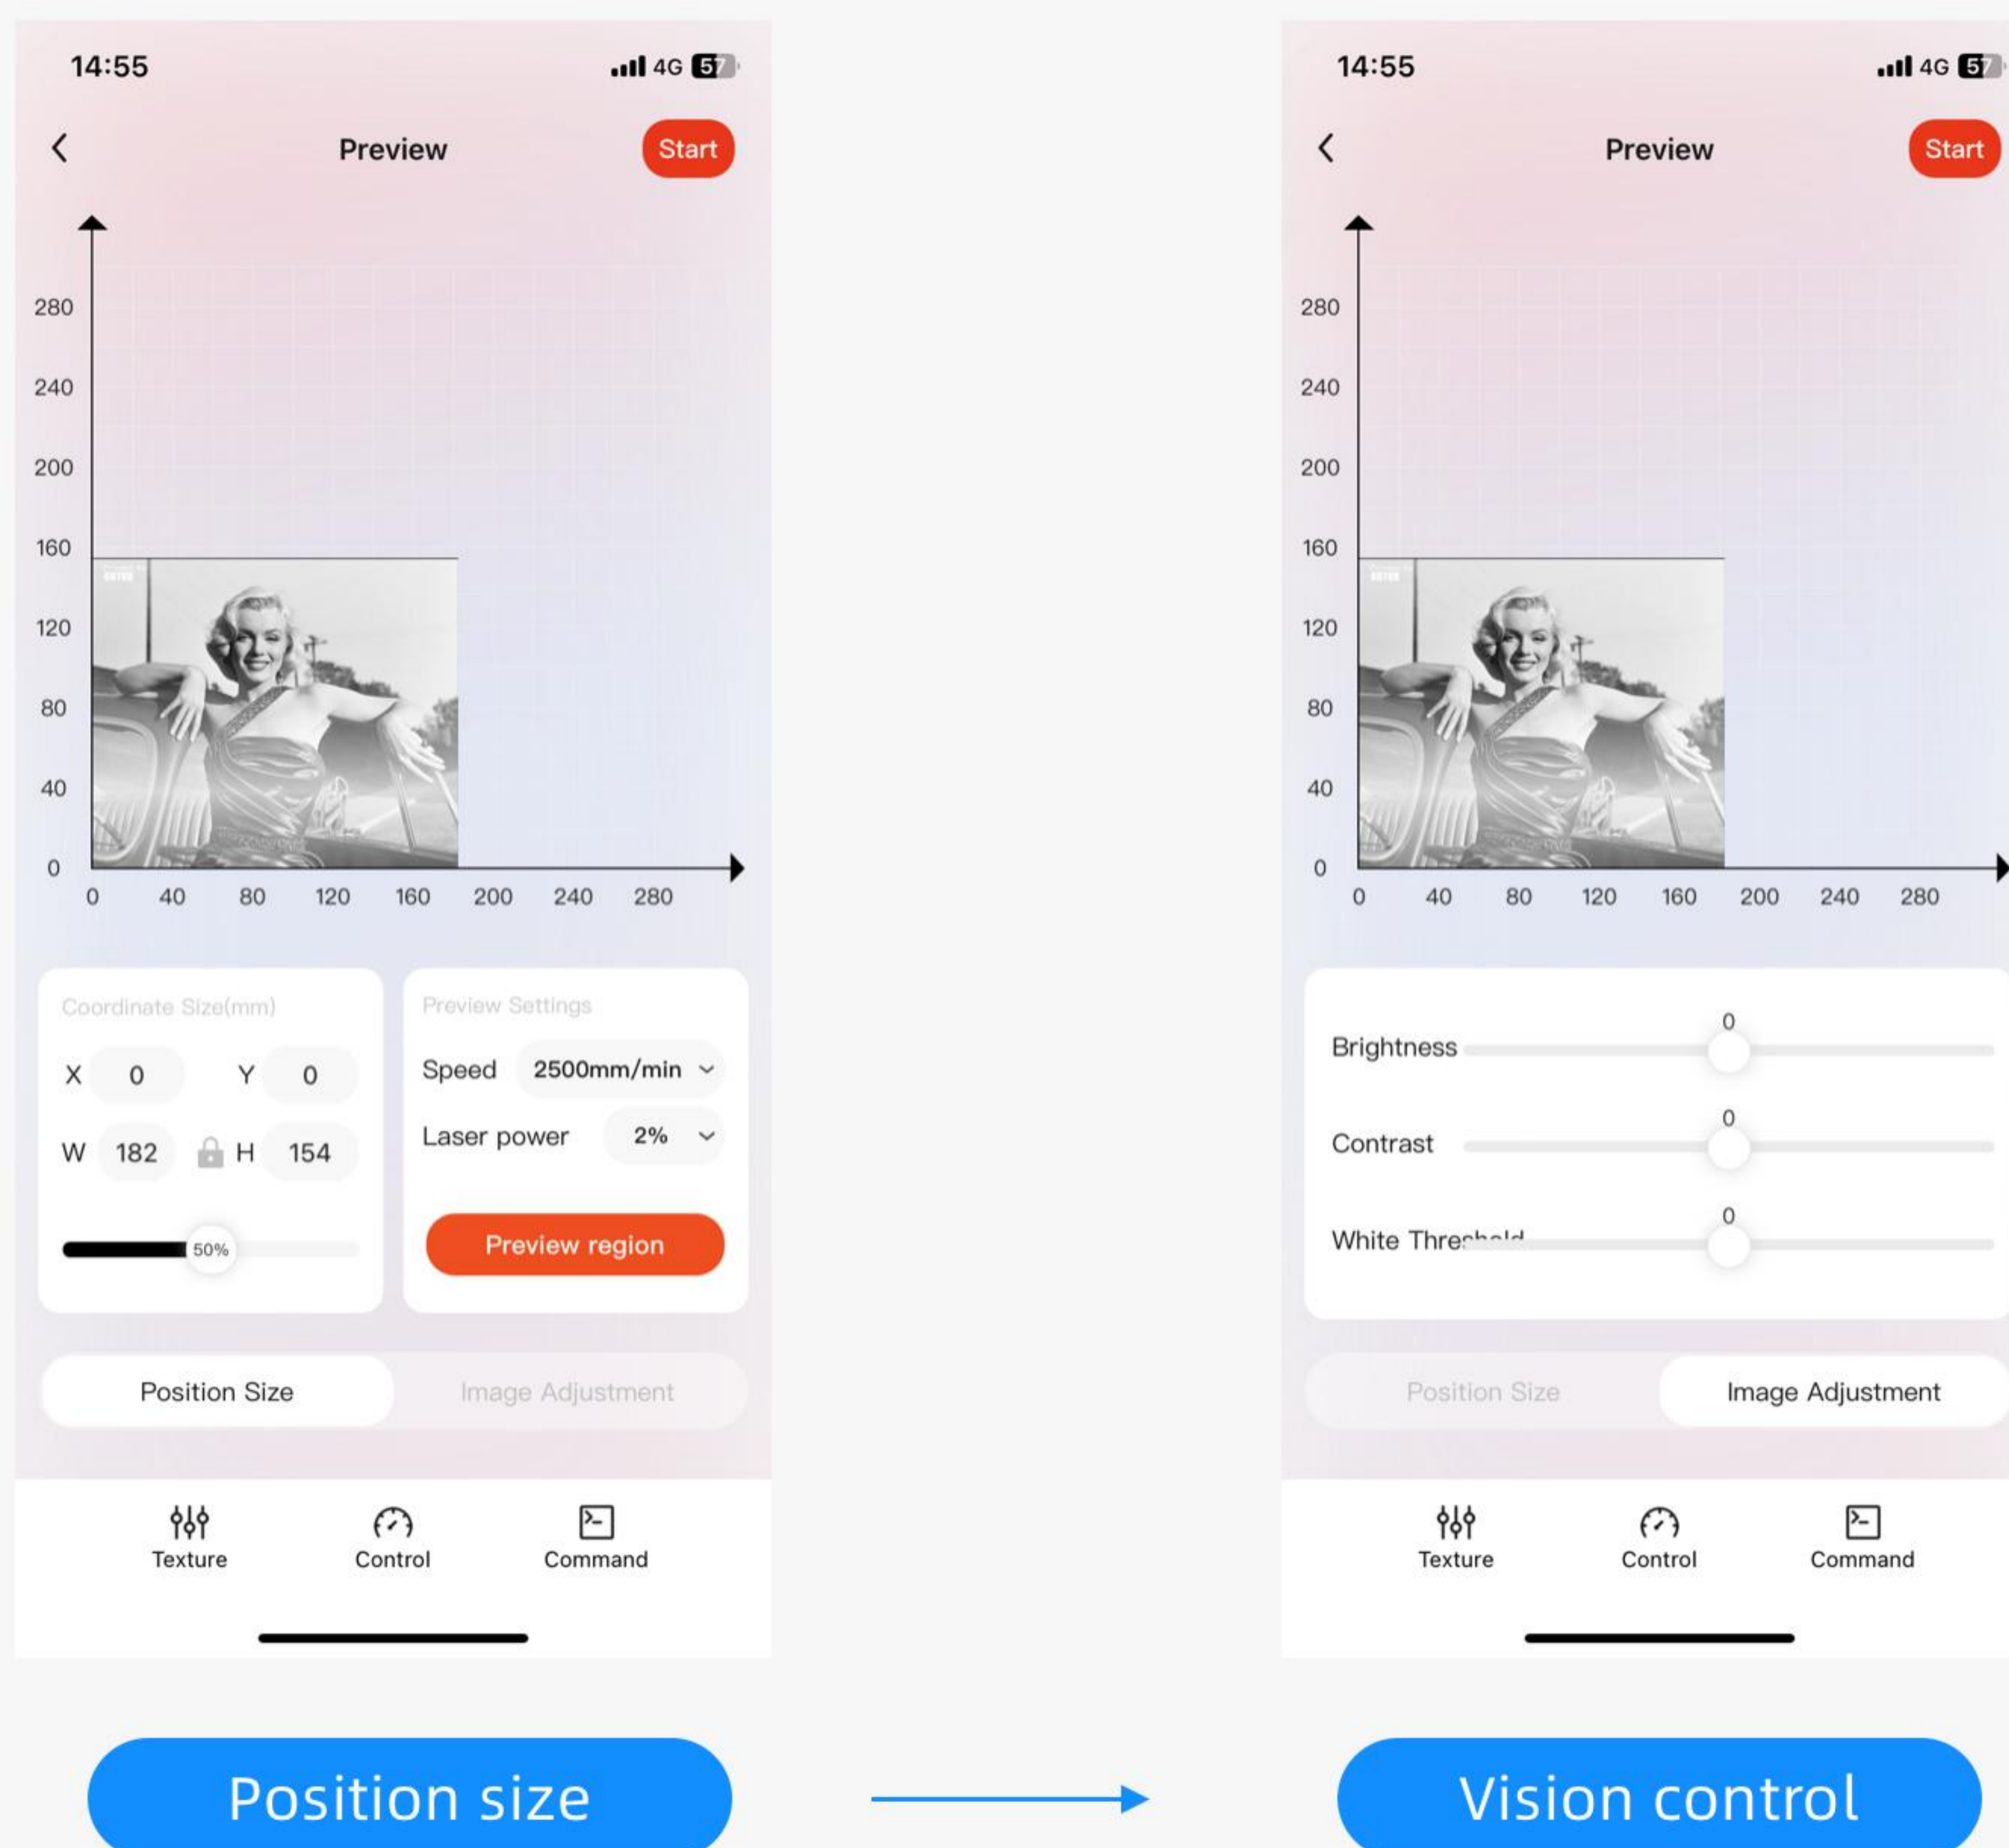 14:55
4G 57
Preview
Start
280
240
200
160
120
80
40
0
0 40 80 120 160 200 240 280
Coordinate Size(mm)
X 0 Y 0
W 182 H 154
50%
Preview Settings
Speed 2500mm/min
Laser power 2%
Preview region
Position Size
Image Adjustment
Texture
Control
Command
Position size
14:55
4G 57
Preview
Start
280
240
200
160
120
80
40
0
0 40 80 120 160 200 240 280
0
Brightness
0
Contrast
0
White Threshold
Position Size
Image Adjustment
Texture
Control
Command
Vision control